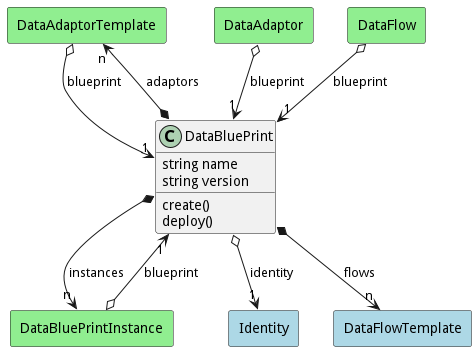 DataAdaptorTemplate
DataAdaptor
DataFlow
n
blueprint
adaptors
blueprint
blueprint
1
1
1
C DataBluePrint
string name
string version
create()
deploy()
1
instances
blueprint
identity
flows
n
1
n
DataBluePrintInstance
Identity
DataFlowTemplate